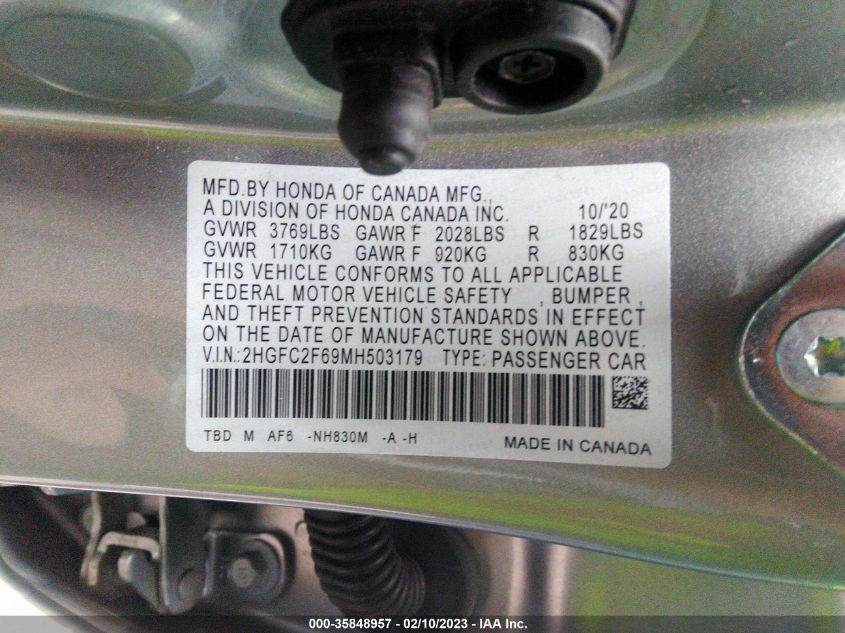 MFD.BY HONDA OF CANADA MFG.,
A DIVISION OF HONDA CANADA INC. 10/'20
GVWR 3769LBS GAWR F 2028LBS R 1829LBS
GVWR 1710KG GAWR F 920KG R 830KG
THIS VEHICLE CONFORMS TO ALL APPLICABLE
FEDERAL MOTOR VEHICLE SAFETY , BUMPER ,
AND THEFT PREVENTION STANDARDS IN EFFECT
ON THE DATE OF MANUFACTURE SHOWN ABOVE.
V.I.N.:2HGFC2F69MH503179 TYPE: PASSENGER CAR
TBD M AF6 -NH830M -A -H MADE IN CANADA
000-35848957 - 02/10/2023 - IAA Inc.